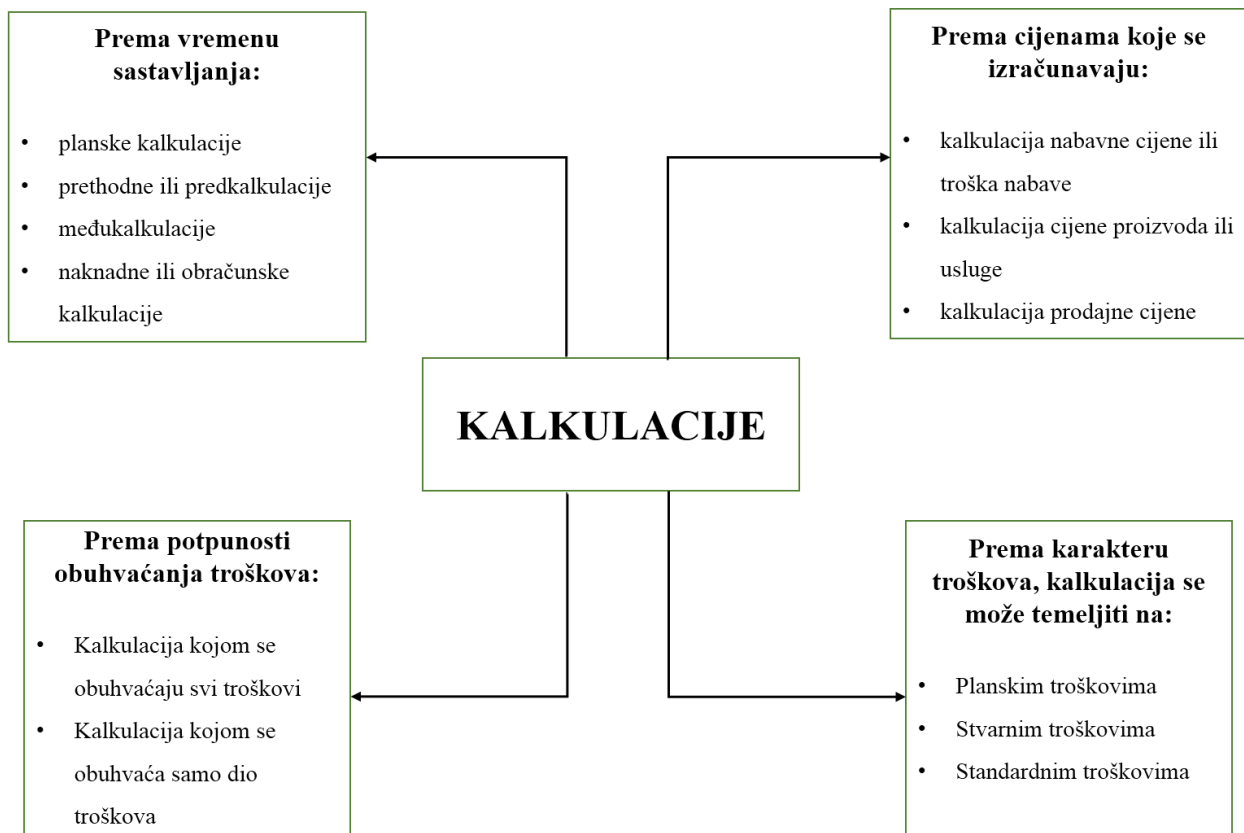 Prema vremenu
sastavljanja:
• planske kalkulacije
• prethodne ili predkalkulacije
• međukalkulacije
• naknadne ili obračunske
kalkulacije
Prema cijenama koje se
izračunavaju:
• kalkulacija nabavne cijene ili
troška nabave
• kalkulacija cijene proizvoda ili
usluge
• kalkulacija prodajne cijene
KALKULACIJE
Prema potpunosti
obuhvaćanja troškova:
• Kalkulacija kojom se
obuhvaćaju svi troškovi
• Kalkulacija kojom se
obuhvaća samo dio
troškova
Prema karakteru
troškova, kalkulacija se
može temeljiti na:
• Planskim troškovima
• Stvarnim troškovima
• Standardnim troškovima